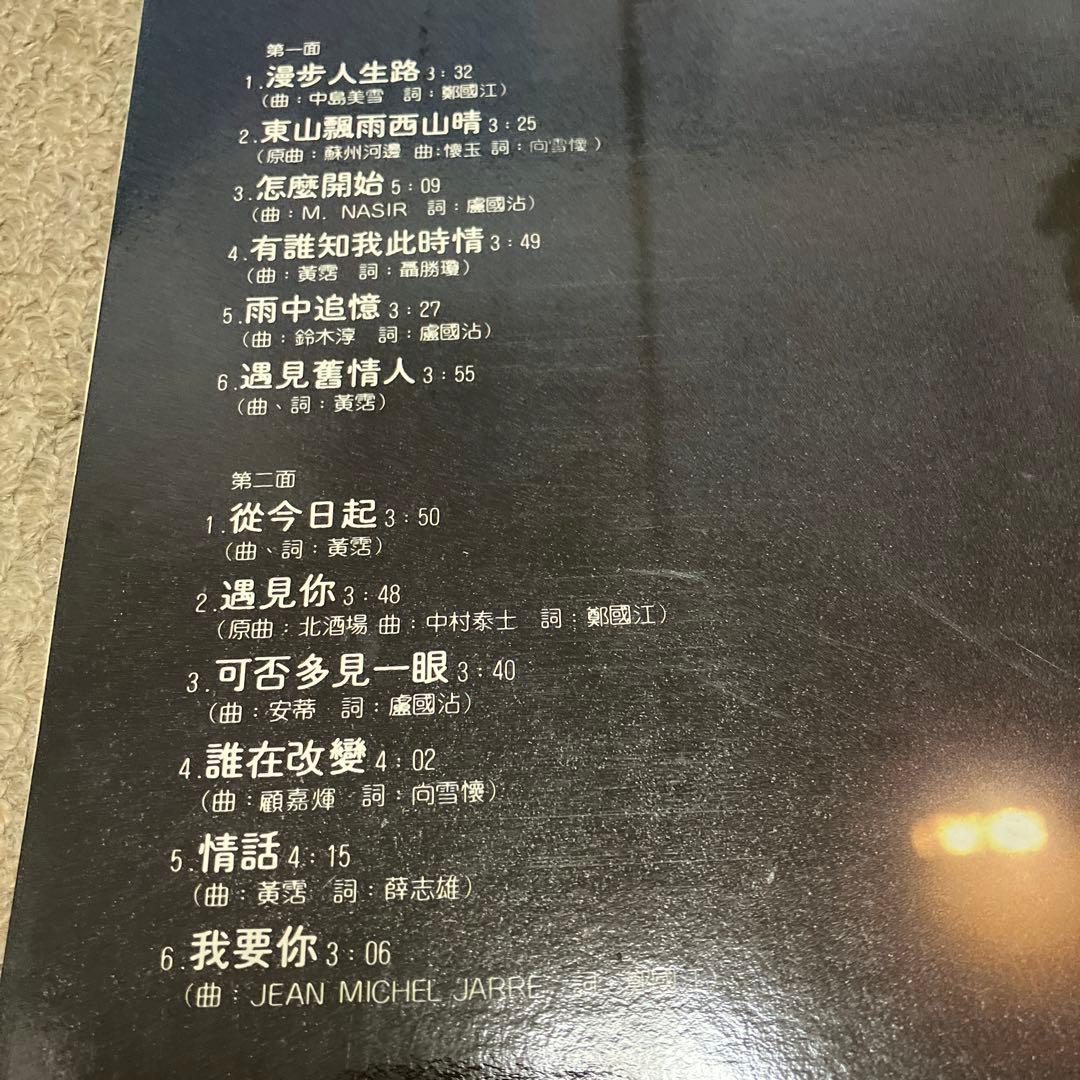 第一面
1.漫步人生路 3:32
(曲:中島美雪 詞:鄭國江)
2.東山飄雨西山晴 3:25
(原曲:蘇州河邊 曲:懷玉 詞:向雪懷)
3.怎麼開始 5:09
(曲:M. NASIR 詞:盧國沾)
4.有誰知我此時情 3:49
(曲:黃霑 詞:聶勝瓊)
5.雨中追憶 3:27
(曲:鈴木淳 詞:盧國沾)
6.遇見舊情人 3:55
(曲、詞:黃霑)
第二面
1.從今日起 3:50
(曲、詞:黃霑)
2.遇見你 3:48
(原曲:北酒場 曲:中村泰士 詞:鄭國江)
3.可否多見一眼 3:40
(曲:安蒂 詞:盧國沾)
4.誰在改變 4:02
(曲:顧嘉煇 詞:向雪懷)
5.情話 4:15
(曲:黃霑 詞:薛志雄)
6.我要你 3:06
(曲:JEAN MICHEL JARRE 詞:鄭國江)